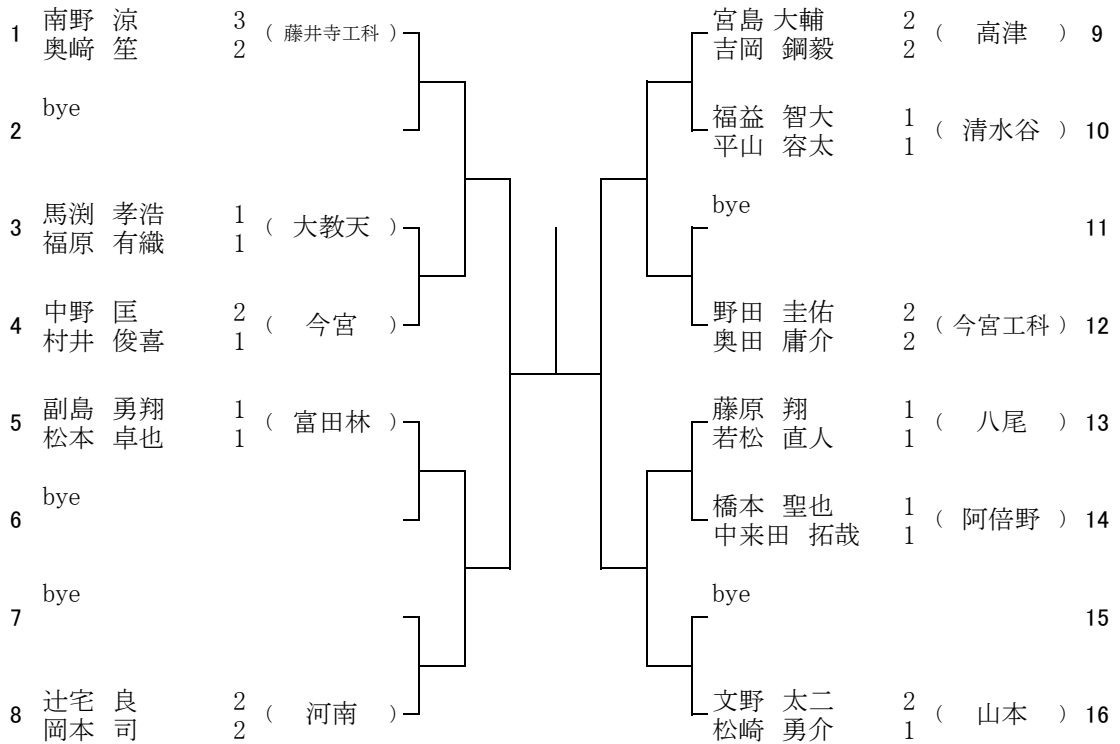 1 南野 涼 3 ( 藤井寺工科 )
奥﨑 笙 2
2 bye
3 馬渕 孝浩 1 ( 大教天 )
福原 有織 1
4 中野 匡 2 ( 今宮 )
村井 俊喜 1
5 副島 勇翔 1 ( 富田林 )
松本 卓也 1
6 bye
7 bye
8 辻宅 良 2 ( 河南 )
岡本 司 2
宮島 大輔 2 ( 高津 ) 9
吉岡 鋼毅 2
福益 智大 1 ( 清水谷 ) 10
平山 容太 1
bye 11
野田 圭佑 2 ( 今宮工科 ) 12
奥田 庸介 2
藤原 翔 1 ( 八尾 ) 13
若松 直人 1
橋本 聖也 1 ( 阿倍野 ) 14
中来田 拓哉 1
bye 15
文野 太二 2 ( 山本 ) 16
松崎 勇介 1